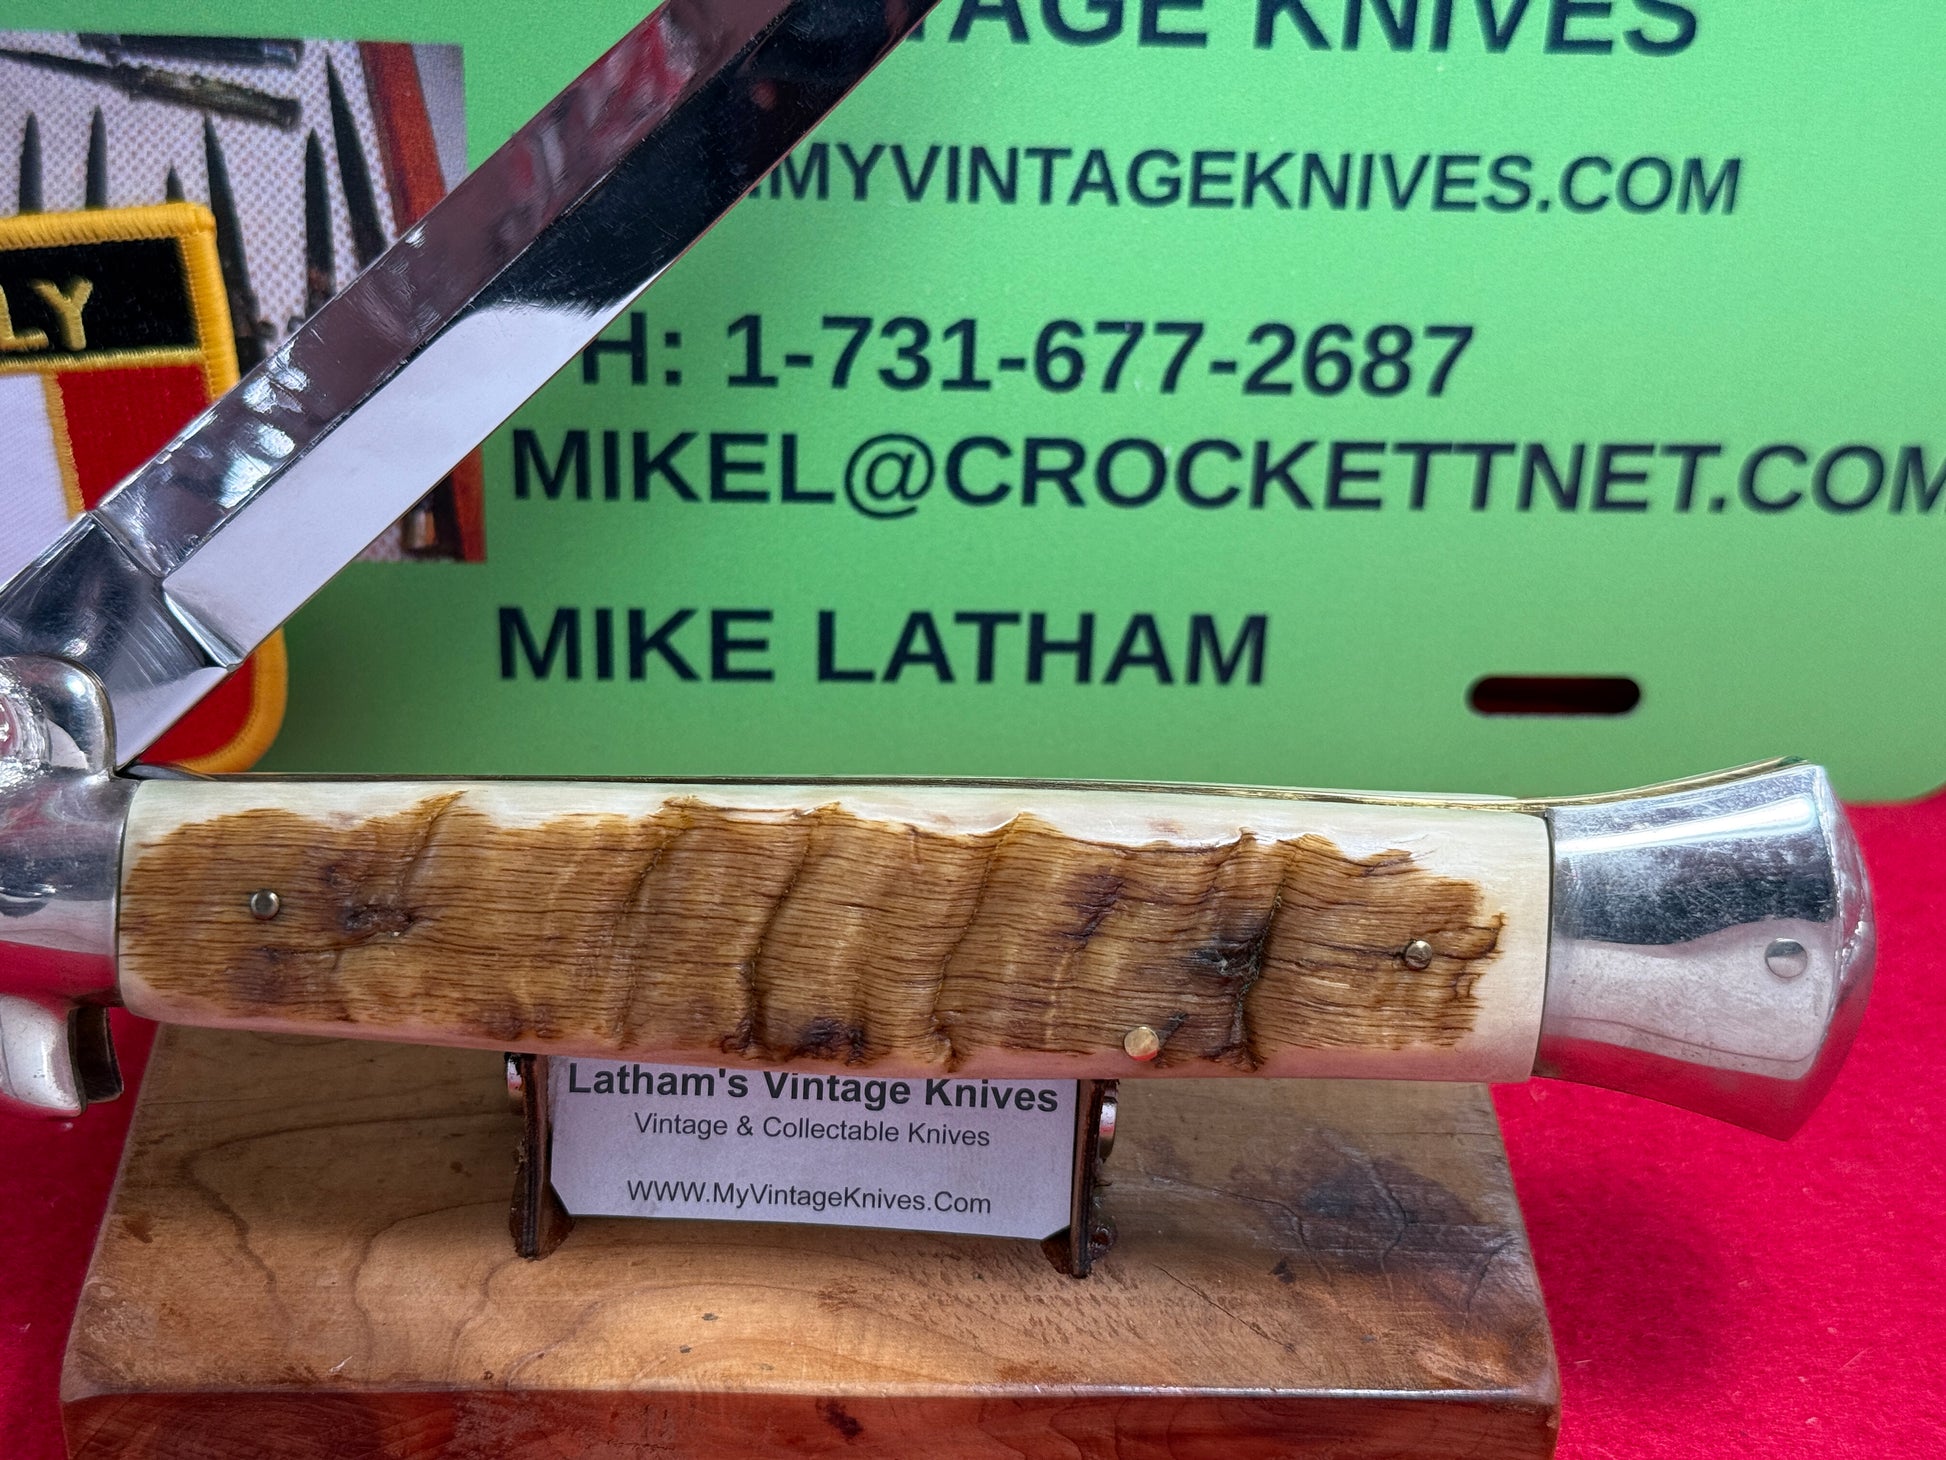 KNIVES
MYVINTAGEKNIVES.COM
H: 1-731-677-2687
MIKEL@CROCKETTNET.COM
MIKE LATHAM
LY
Latham's Vintage Knives
Vintage & Collectable Knives
WWW.MyVintageKnives.Com